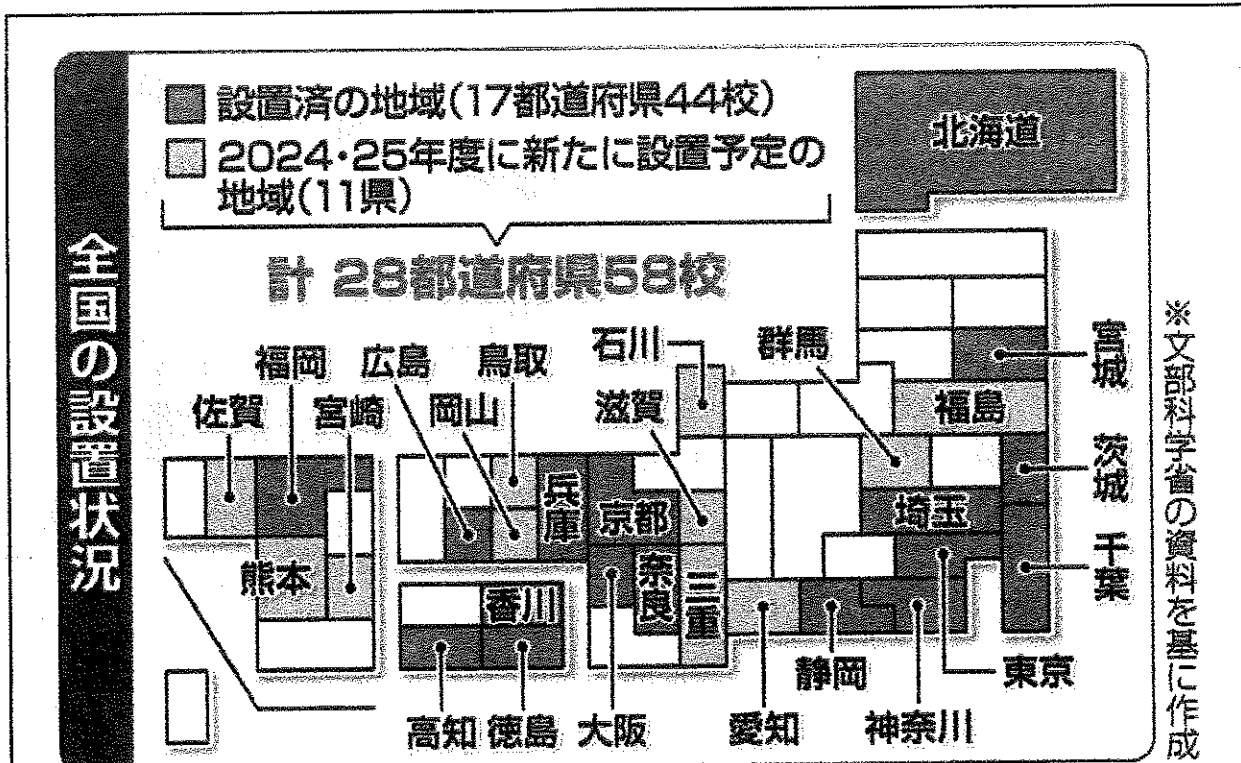 全国の設置状況
設置済の地域(17都道府県44校)
2024・25年度に新たに設置予定の
地域(11県)
計 28都道府県58校
北海道
宮城
福島
茨城
千葉
群馬
埼玉
東京
神奈川
静岡
愛知
石川
滋賀
三重
京都
奈良
大阪
兵庫
鳥取
岡山
広島
香川
徳島
高知
福岡
佐賀
宮崎
熊本
※文部科学省の資料を基に作成